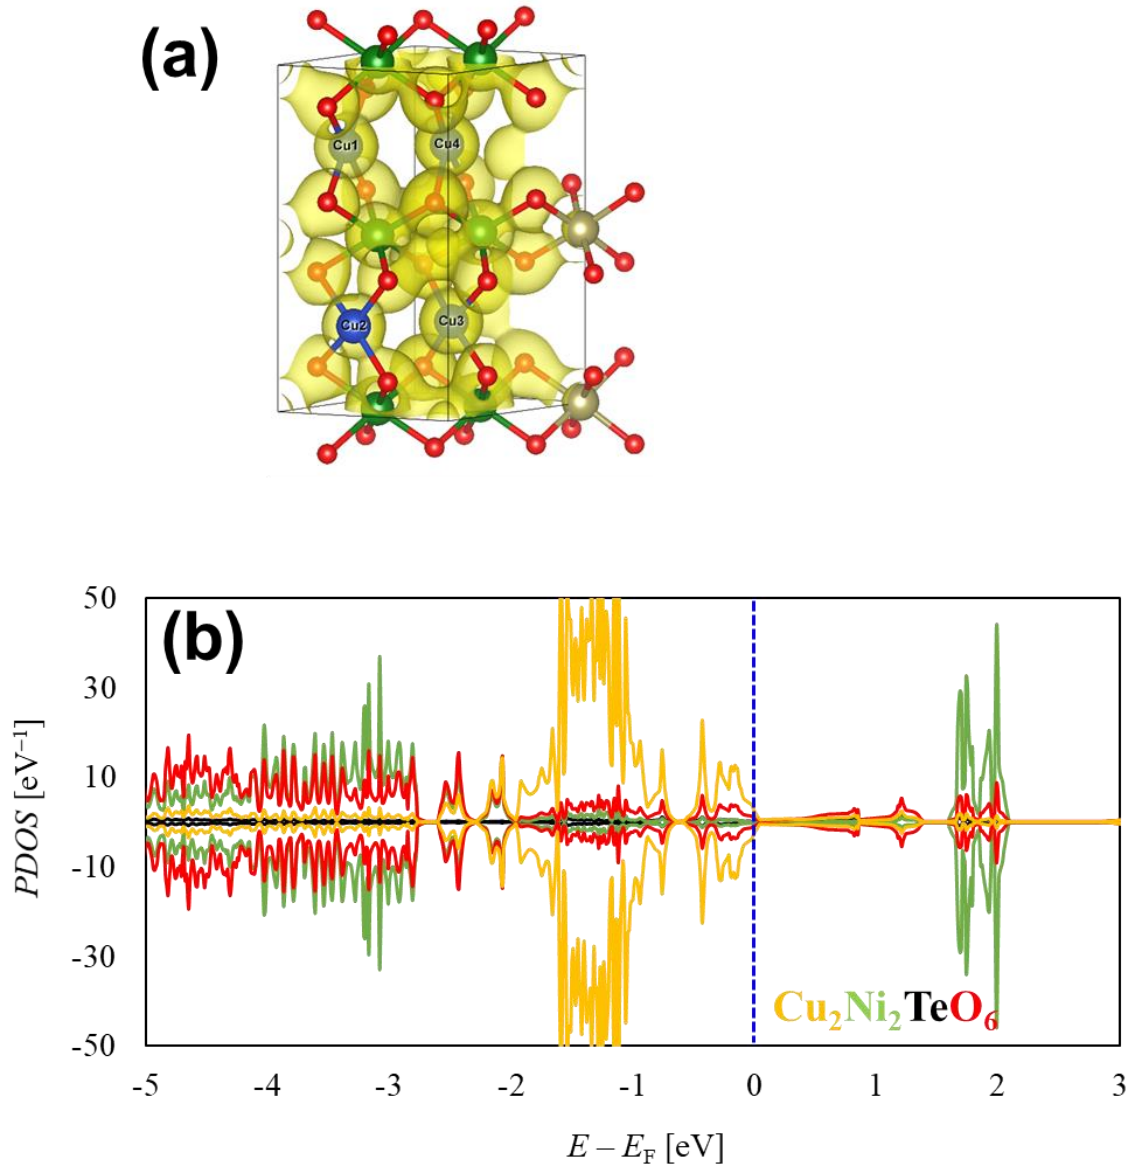 (a)
Cu1
Cu4
Cu2
Cu3
(b)
PDOS [eV⁻¹]
50
30
10
-10
-30
-50
Cu₂Ni₂TeO₆
-5 -4 -3 -2 -1 0 1 2 3
E – E_F [eV]